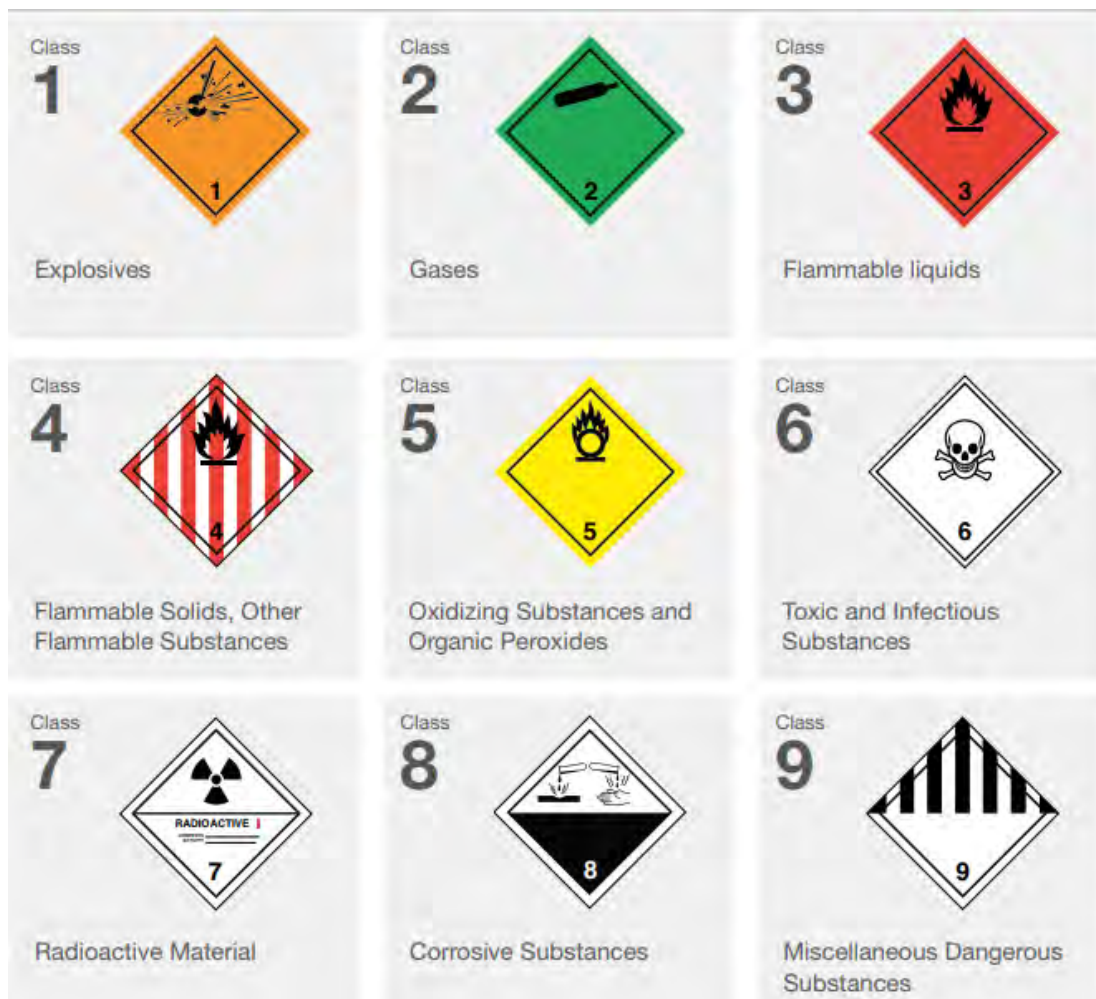 Class
1
1
Explosives
Class
2
2
Gases
Class
3
3
Flammable liquids
Class
4
4
Flammable Solids, Other
Flammable Substances
Class
5
5
Oxidizing Substances and
Organic Peroxides
Class
6
6
Toxic and Infectious
Substances
Class
7
RADIOACTIVE I
7
Radioactive Material
Class
8
8
Corrosive Substances
Class
9
9
Miscellaneous Dangerous
Substances